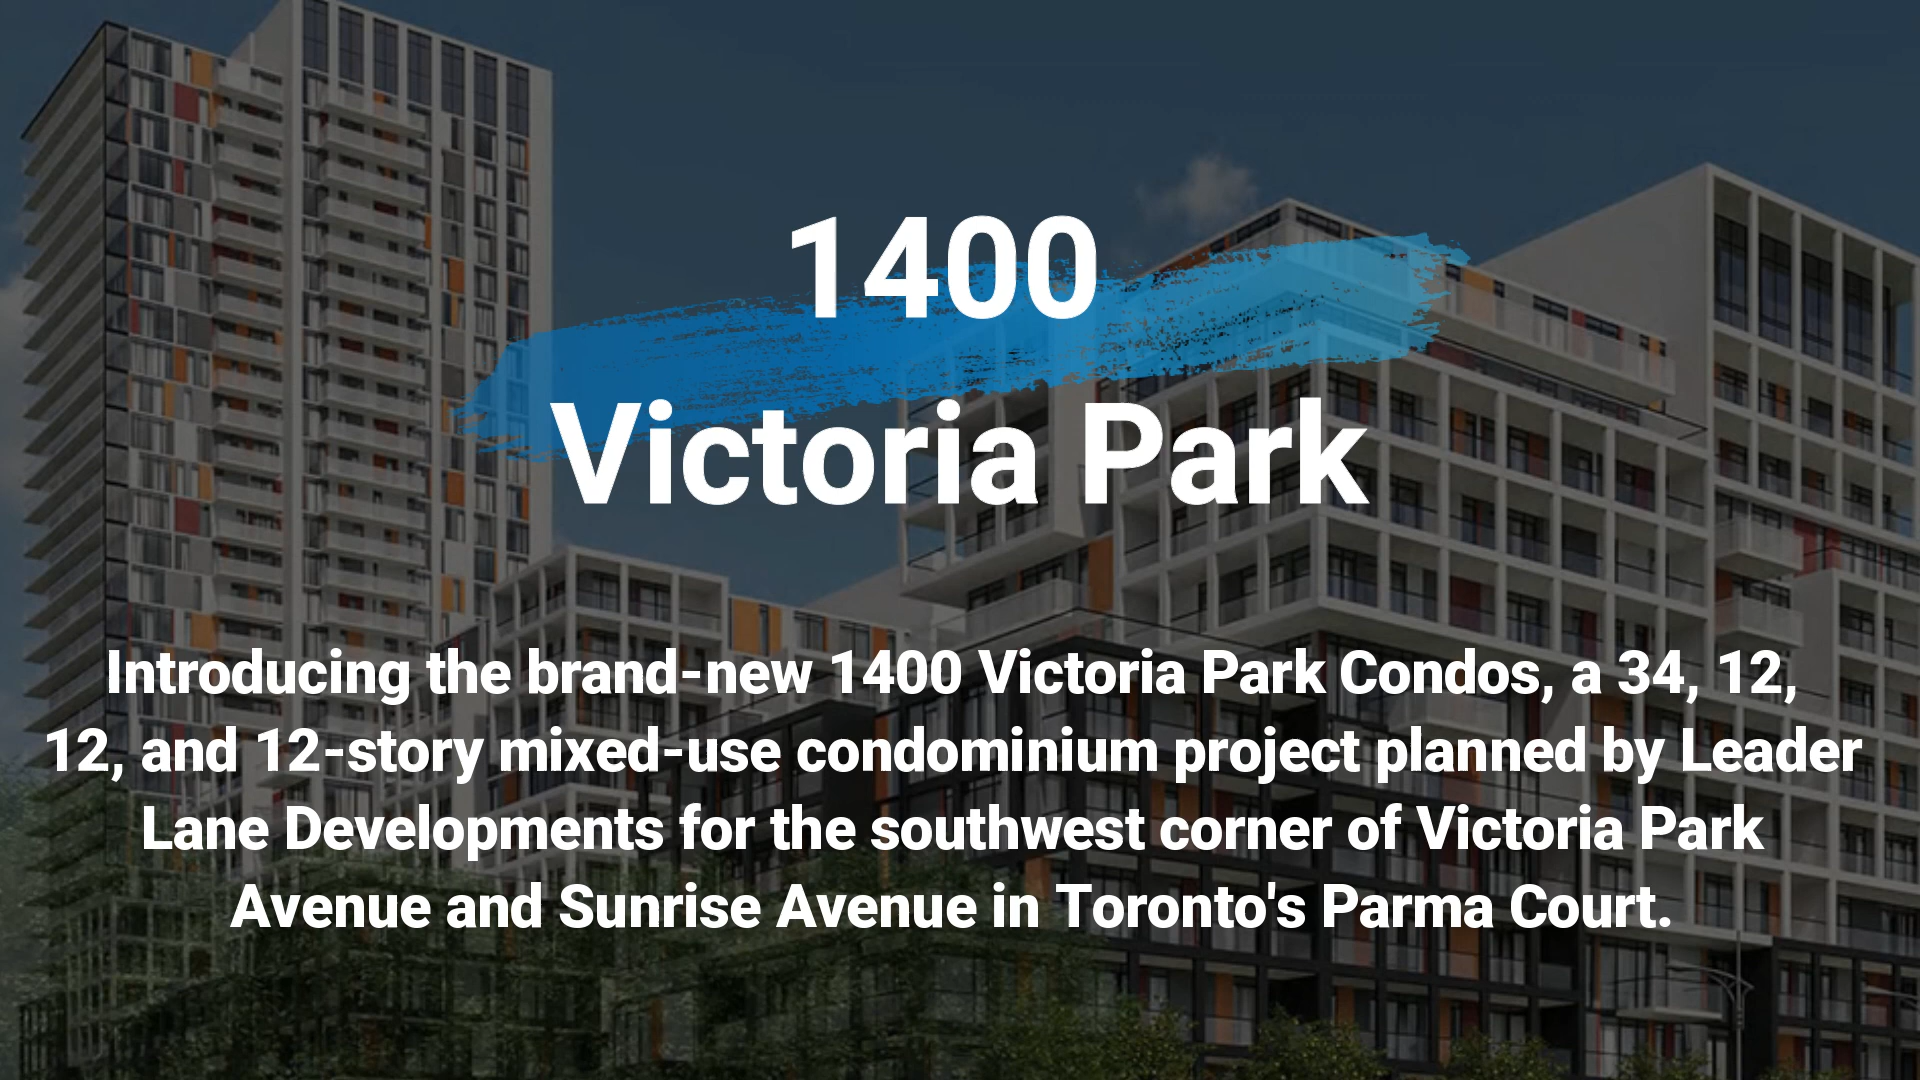 1400
Victoria Park
Introducing the brand-new 1400 Victoria Park Condos, a 34, 12,
12, and 12-story mixed-use condominium project planned by Leader
Lane Developments for the southwest corner of Victoria Park
Avenue and Sunrise Avenue in Toronto's Parma Court.